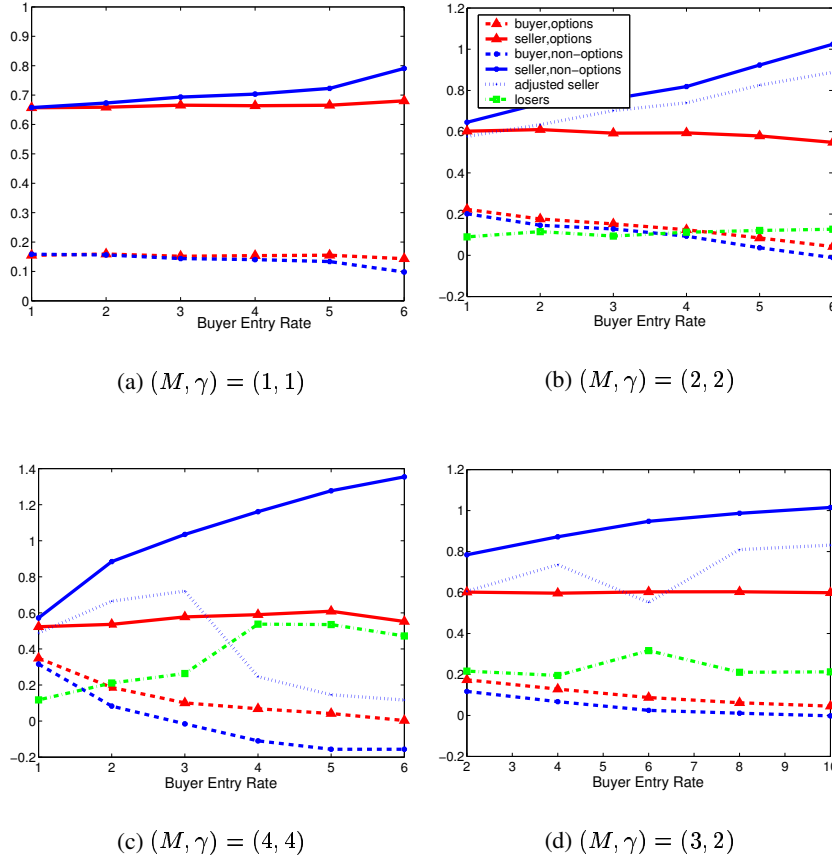 1
0.9
0.8
0.7
0.6
0.5
0.4
0.3
0.2
0.1
0
1 2 3 4 5 6
Buyer Entry Rate
(a) (M, γ) = (1, 1)
1.2
1
0.8
0.6
0.4
0.2
0
−0.2
buyer,options
seller,options
buyer,non−options
seller,non−options
adjusted seller
losers
1 2 3 4 5 6
Buyer Entry Rate
(b) (M, γ) = (2, 2)
1.4
1.2
1
0.8
0.6
0.4
0.2
0
−0.2
1 2 3 4 5 6
Buyer Entry Rate
(c) (M, γ) = (4, 4)
1.2
1
0.8
0.6
0.4
0.2
0
−0.2
2 3 4 5 6 7 8 9 10
Buyer Entry Rate
(d) (M, γ) = (3, 2)